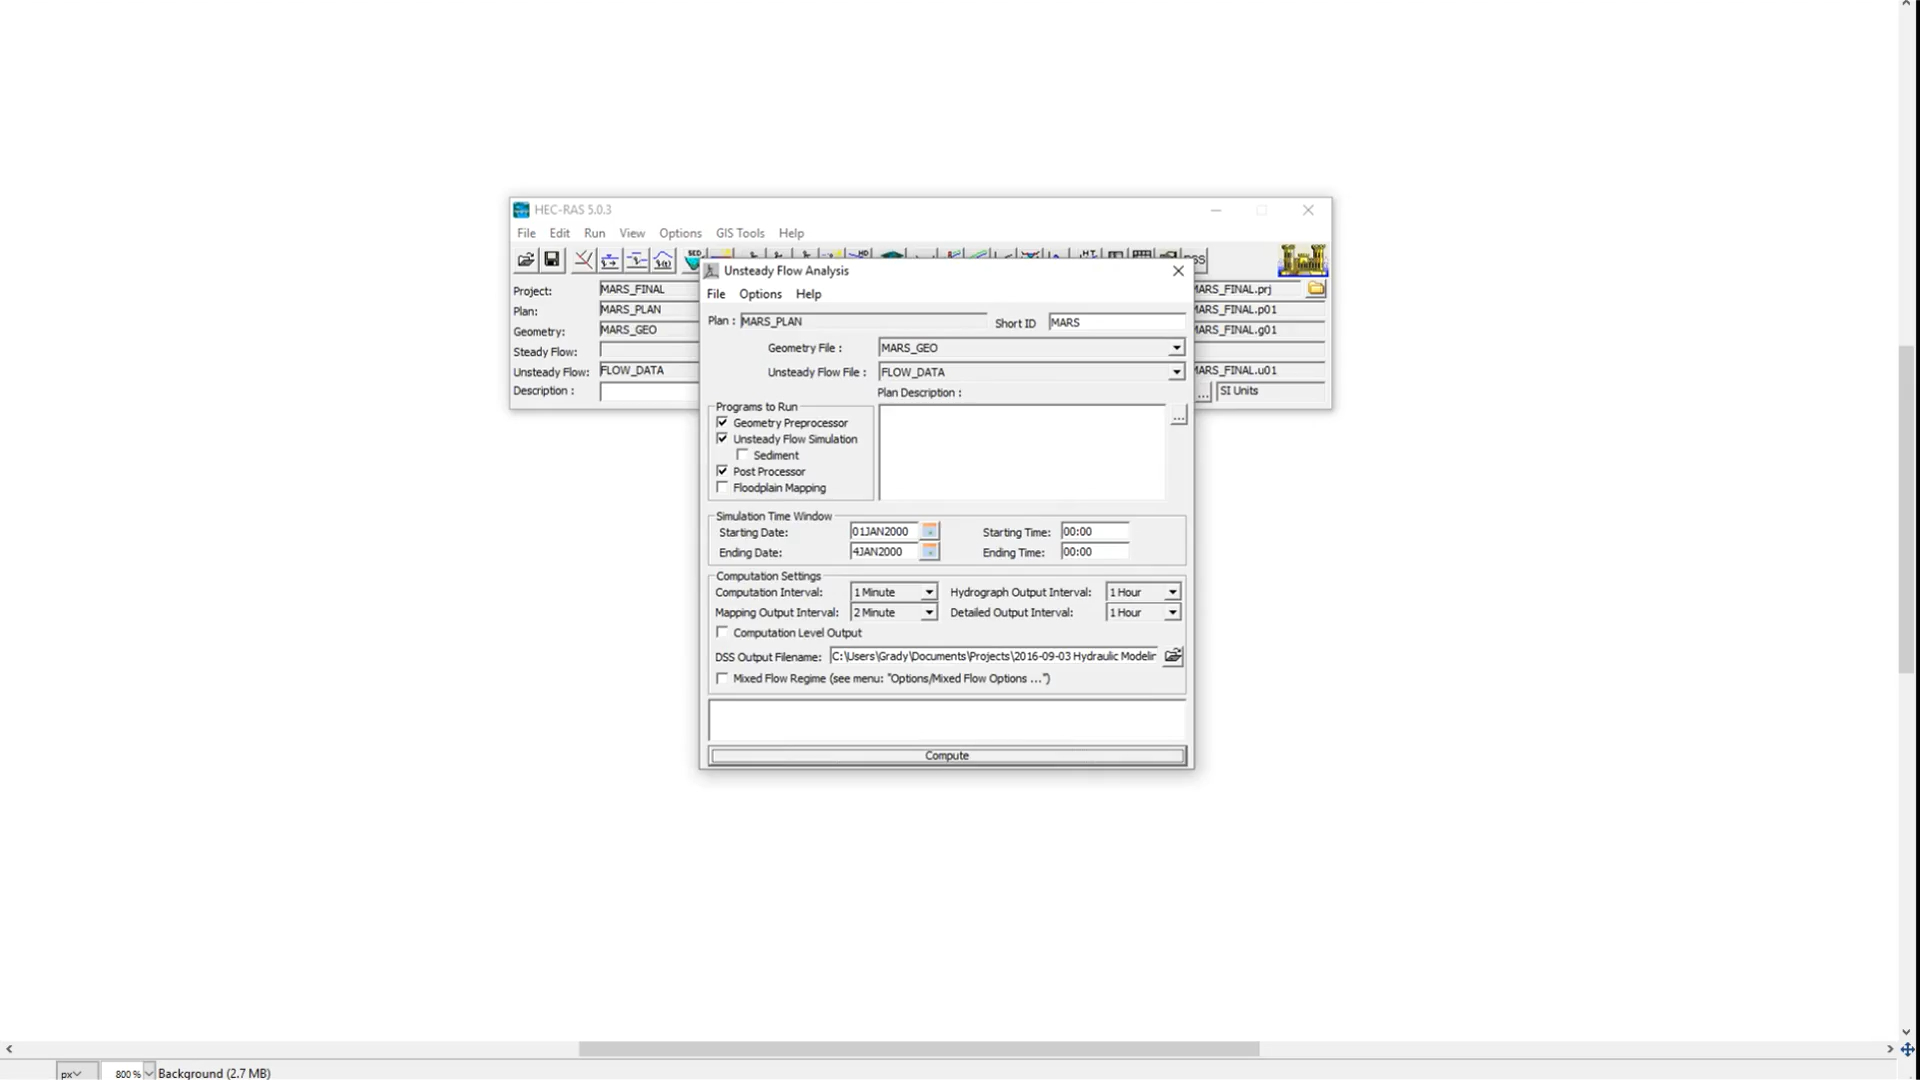 HEC-RAS 5.0.3
File Edit Run View Options GIS Tools Help
Project: MARS_FINAL MARS_FINAL.prj
Plan: MARS_PLAN MARS_FINAL.p01
Geometry: MARS_GEO MARS_FINAL.g01
Steady Flow:
Unsteady Flow: FLOW_DATA MARS_FINAL.u01
Description : ... SI Units
Unsteady Flow Analysis
File Options Help
Plan : MARS_PLAN Short ID MARS
Geometry File : MARS_GEO
Unsteady Flow File : FLOW_DATA
Plan Description :
...
Programs to Run
Geometry Preprocessor
Unsteady Flow Simulation
Sediment
Post Processor
Floodplain Mapping
Simulation Time Window
Starting Date: 01JAN2000 Starting Time: 00:00
Ending Date: 4JAN2000 Ending Time: 00:00
Computation Settings
Computation Interval: 1 Minute Hydrograph Output Interval: 1 Hour
Mapping Output Interval: 2 Minute Detailed Output Interval: 1 Hour
Computation Level Output
DSS Output Filename: C:\Users\Grady\Documents\Projects\2016-09-03 Hydraulic Modelin
Mixed Flow Regime (see menu: "Options/Mixed Flow Options ...")
Compute
px 800 % Background (2.7 MB)